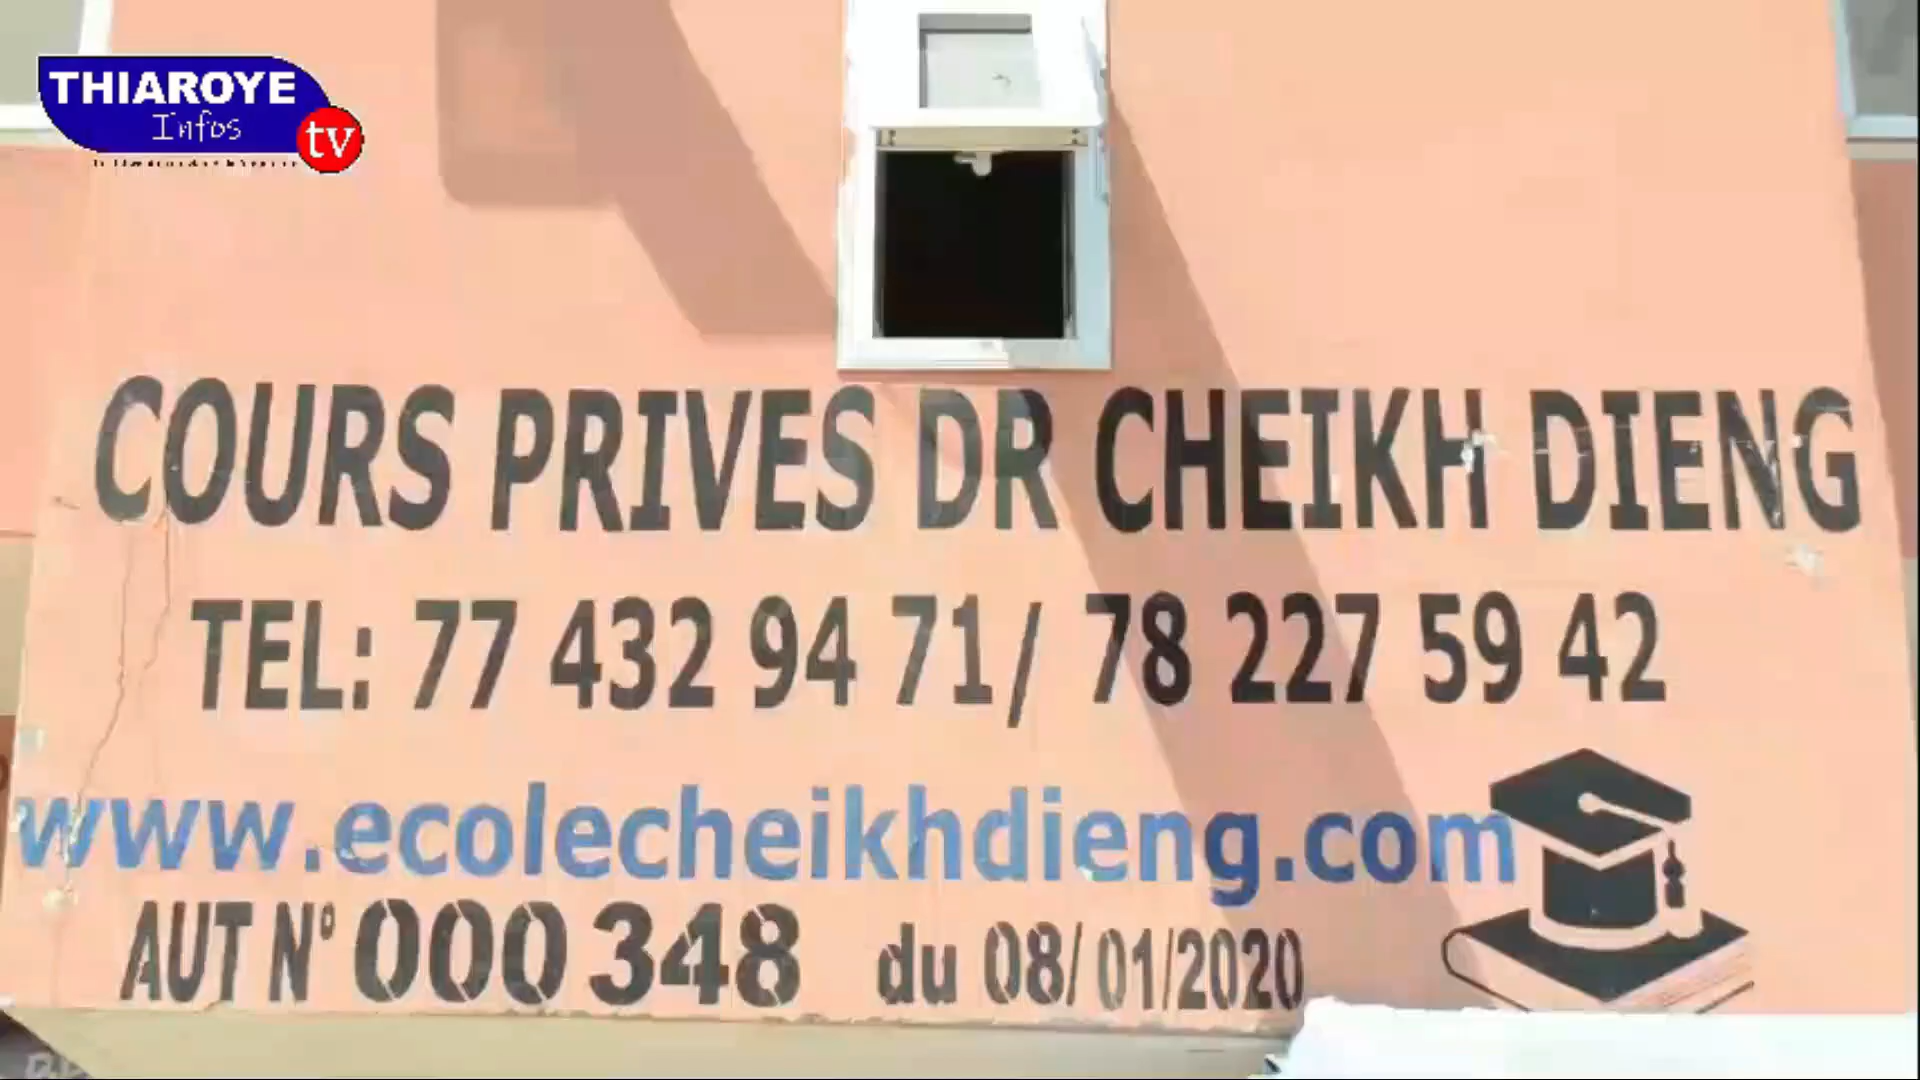 THIAROYE
Infos
tv
COURS PRIVES DR CHEIKH DIENG
TEL: 77 432 94 71/ 78 227 59 42
www.ecolecheikhdieng.com
AUT N° 000 348 du 08/01/2020